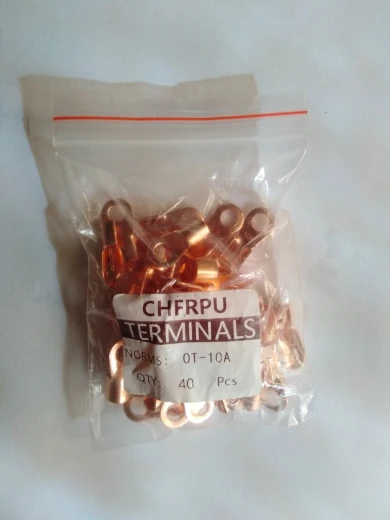 CHFRPU
TERMINALS
NORMS: OT-10A
QTY: 40 Pcs